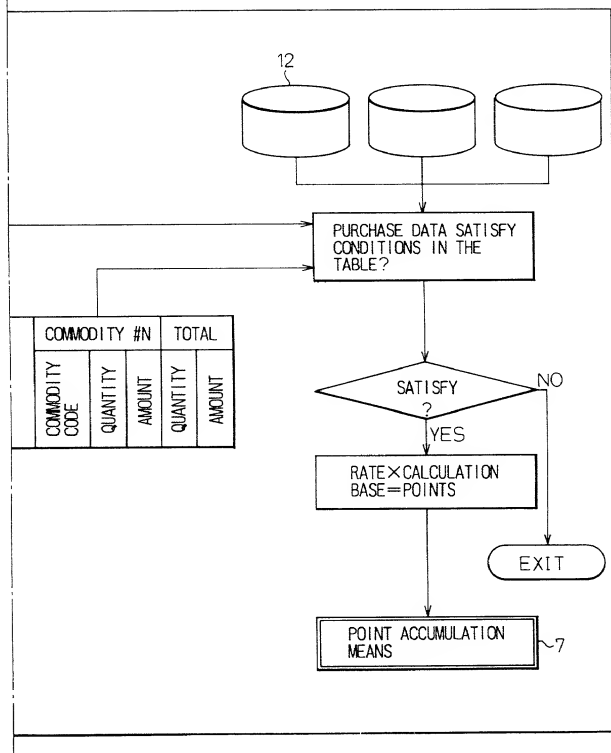 12
PURCHASE DATA SATISFY
CONDITIONS IN THE
TABLE?
COMMODITY #N
TOTAL
COMMODITY
CODE
QUANTITY
AMOUNT
QUANTITY
AMOUNT
SATISFY
?
NO
YES
RATE×CALCULATION
BASE=POINTS
EXIT
POINT ACCUMULATION
MEANS
7